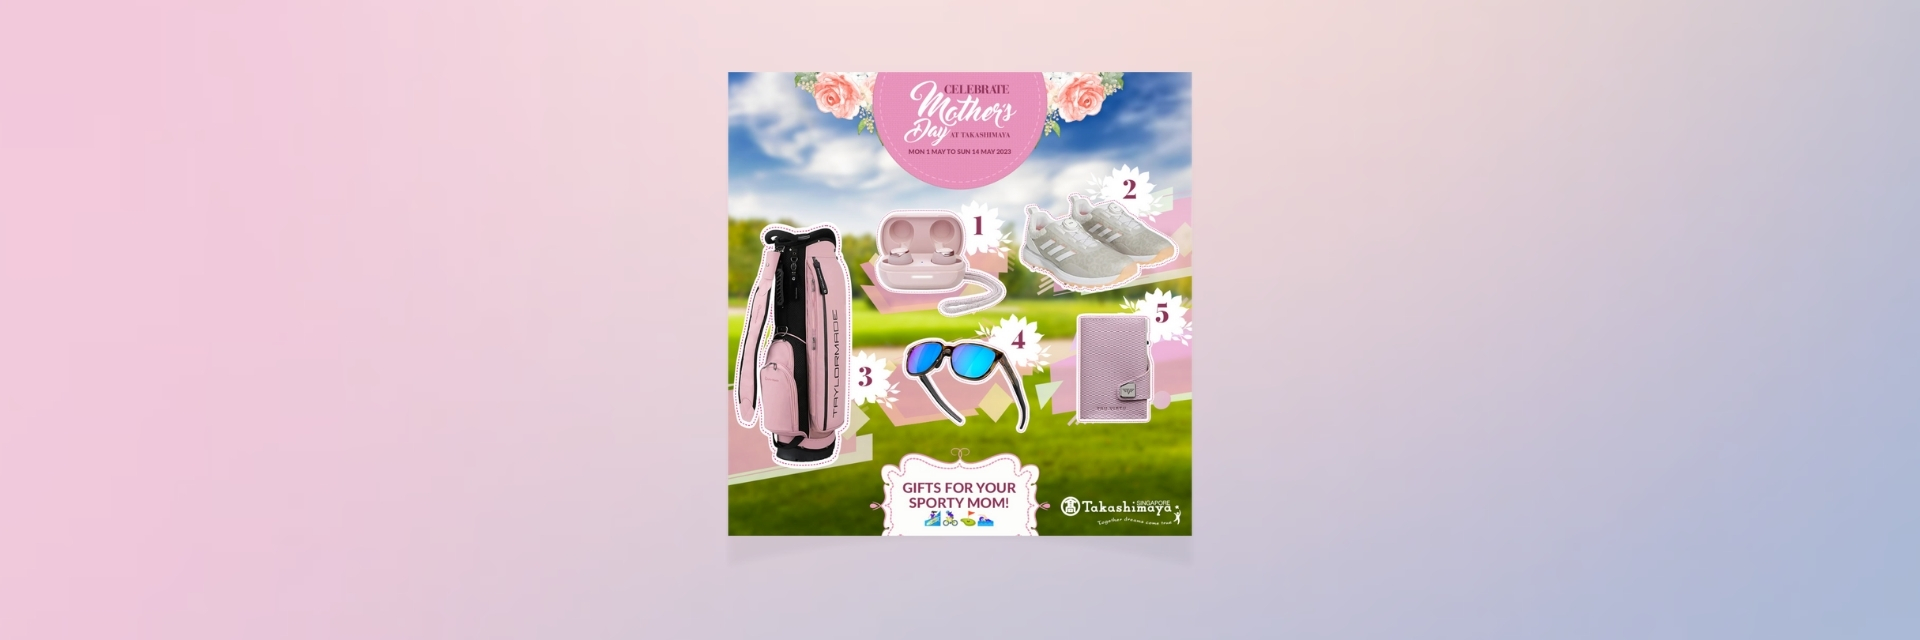 CELEBRATE
Mother's
Day AT TAKASHIMAYA
MON 1 MAY TO SUN 14 MAY 2023
1
2
3
TAYLORMADE
4
5
GIFTS FOR YOUR
SPORTY MOM!
SINGAPORE
Takashimaya
Together dreams come true